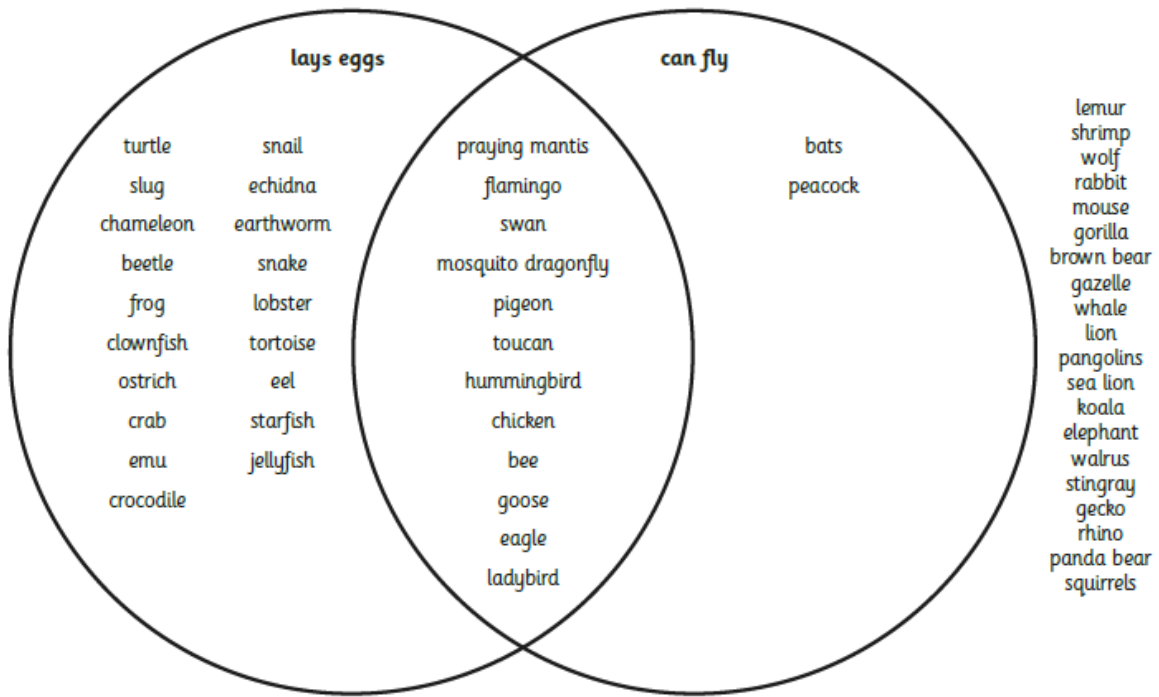 lays eggs
can fly
turtle
slug
chameleon
beetle
frog
clownfish
ostrich
crab
emu
crocodile
snail
echidna
earthworm
snake
lobster
tortoise
eel
starfish
jellyfish
praying mantis
flamingo
swan
mosquito dragonfly
pigeon
toucan
hummingbird
chicken
bee
goose
eagle
ladybird
bats
peacock
lemur
shrimp
wolf
rabbit
mouse
gorilla
brown bear
gazelle
whale
lion
pangolins
sea lion
koala
elephant
walrus
stingray
gecko
rhino
panda bear
squirrels